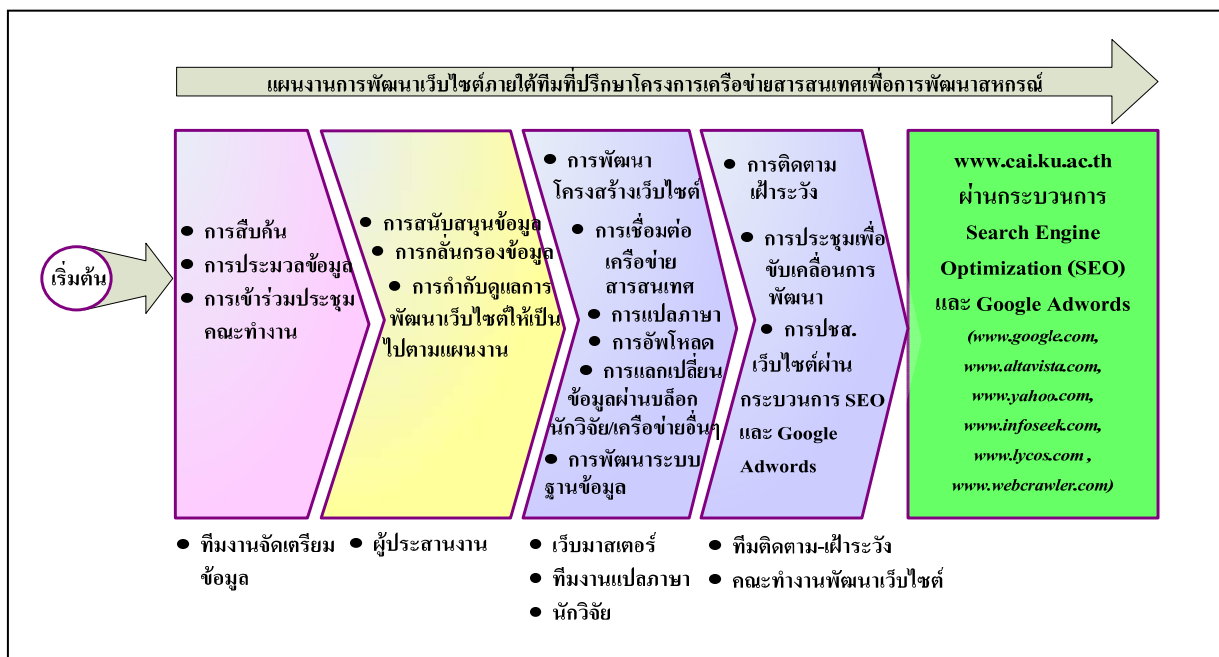 แผนงานการพัฒนาเว็บไซต์ภายใต้ทีมที่ปรึกษาโครงการเครือข่ายสารสนเทศเพื่อการพัฒนาสหกรณ์
เริ่มต้น
● การสืบค้น
● การประมวลข้อมูล
● การเข้าร่วมประชุม
คณะทำงาน
● การสนับสนุนข้อมูล
● การกลั่นกรองข้อมูล
● การกำกับดูแลการ
พัฒนาเว็บไซต์ให้เป็น
ไปตามแผนงาน
● การพัฒนา
โครงสร้างเว็บไซต์
● การเชื่อมต่อ
เครือข่าย
สารสนเทศ
● การแปลภาษา
● การอัพโหลด
● การแลกเปลี่ยน
ข้อมูลผ่านบล็อก
นักวิจัย/เครือข่ายอื่นๆ
● การพัฒนาระบบ
ฐานข้อมูล
● การติดตาม
เฝ้าระวัง
● การประชุมเพื่อ
ขับเคลื่อนการ
พัฒนา
● การปชส.
เว็บไซต์ผ่าน
กระบวนการ SEO
และ Google
Adwords
www.cai.ku.ac.th
ผ่านกระบวนการ
Search Engine
Optimization (SEO)
และ Google Adwords
(www.google.com,
www.altavista.com,
www.yahoo.com,
www.infoseek.com,
www.lycos.com ,
www.webcrawler.com)
● ทีมงานจัดเตรียม
ข้อมูล
● ผู้ประสานงาน
● เว็บมาสเตอร์
● ทีมงานแปลภาษา
● นักวิจัย
● ทีมติดตาม-เฝ้าระวัง
● คณะทำงานพัฒนาเว็บไซต์